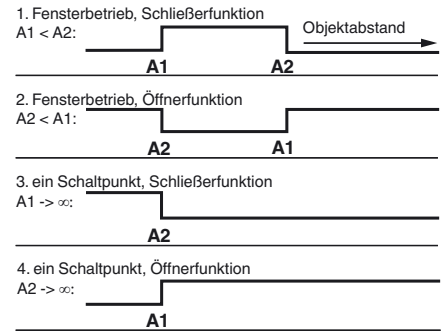 1. Fensterbetrieb, Schließerfunktion
A1 < A2:
Objektabstand
A1 A2
2. Fensterbetrieb, Öffnerfunktion
A2 < A1:
A2 A1
3. ein Schaltpunkt, Schließerfunktion
A1 -> ∞:
A2
4. ein Schaltpunkt, Öffnerfunktion
A2 -> ∞:
A1